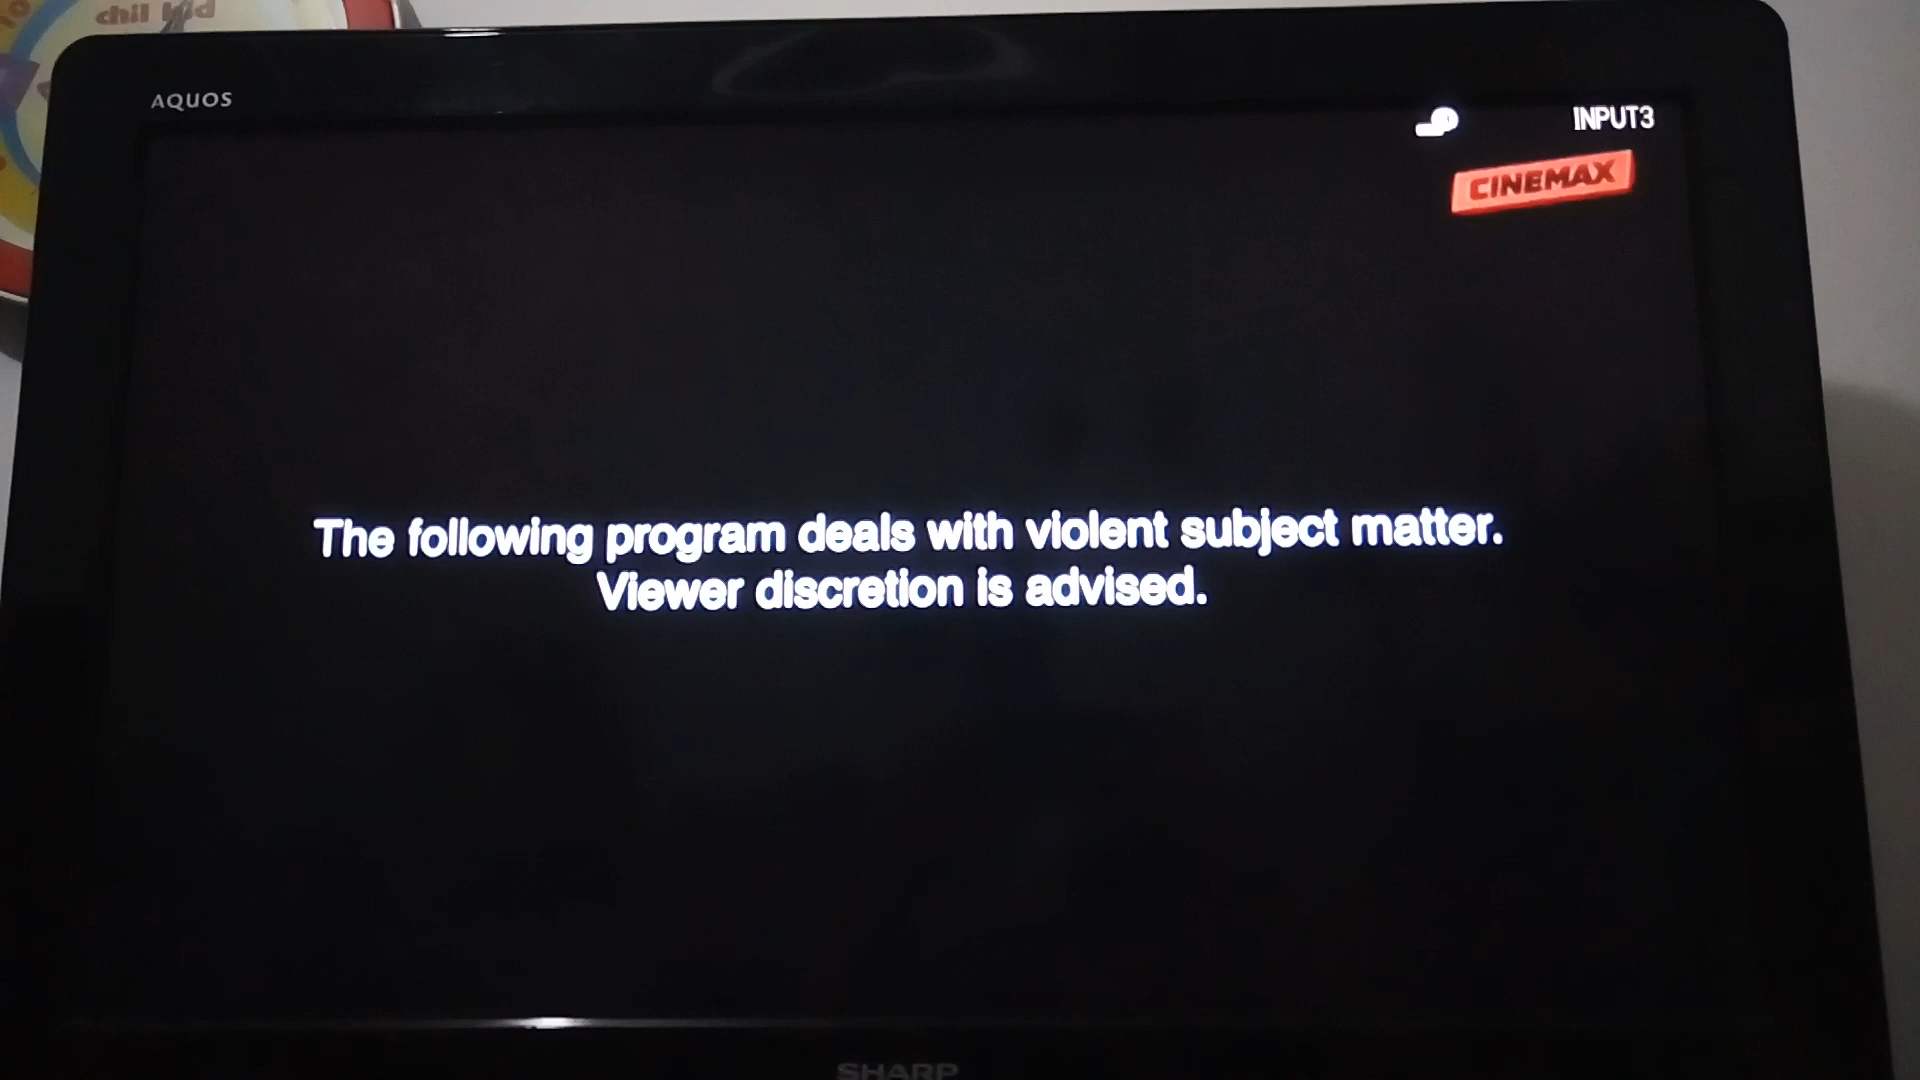 AQUOS
INPUT3
CINEMAX
The following program deals with violent subject matter.
Viewer discretion is advised.
SHARP